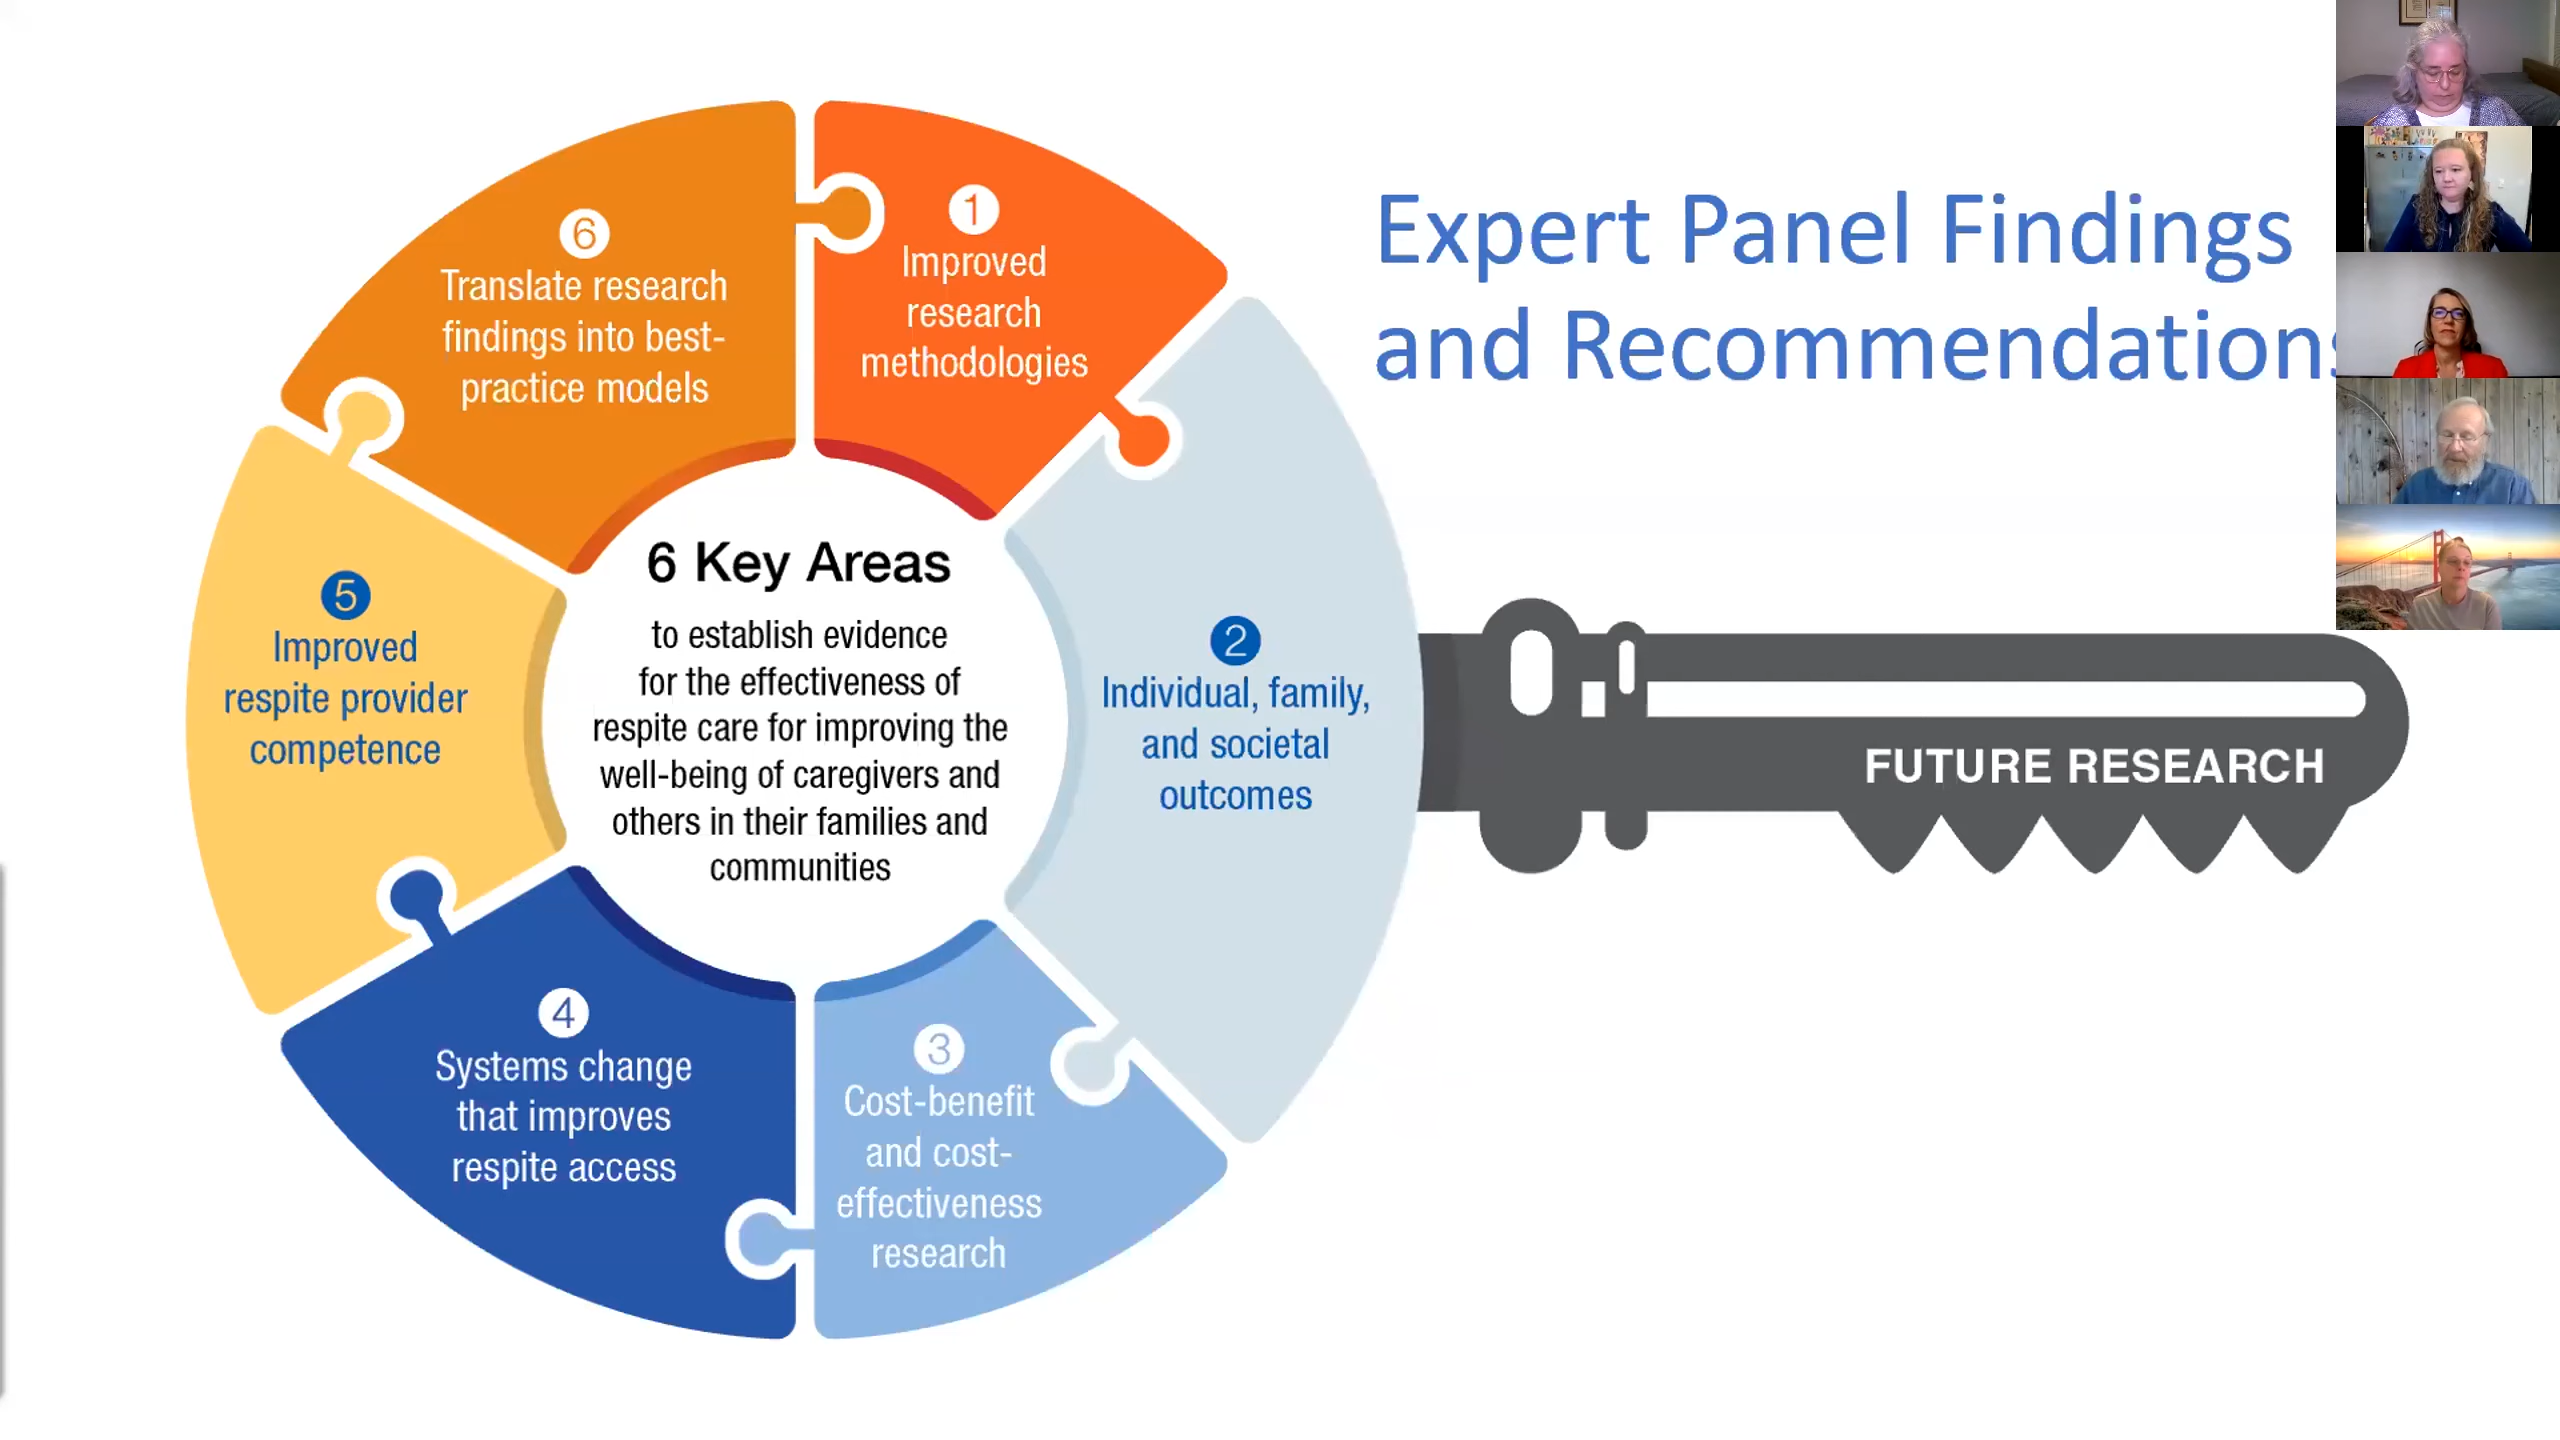 Expert Panel Findings
and Recommendations
1
Improved
research
methodologies
2
Individual, family,
and societal
outcomes
3
Cost-benefit
and cost-
effectiveness
research
4
Systems change
that improves
respite access
5
Improved
respite provider
competence
6
Translate research
findings into best-
practice models
6 Key Areas
to establish evidence
for the effectiveness of
respite care for improving the
well-being of caregivers and
others in their families and
communities
FUTURE RESEARCH